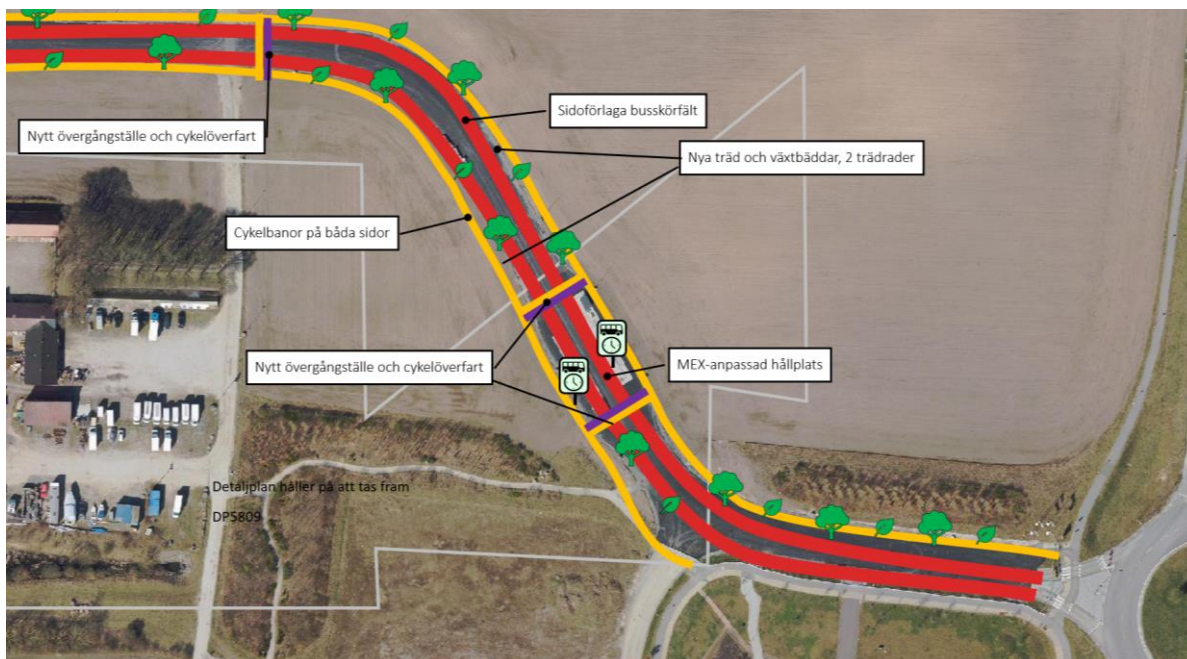 Sidoförlaga busskörfält
Nytt övergångställe och cykelöverfart
Nya träd och växtbäddar, 2 trädrader
Cykelbanor på båda sidor
Nytt övergångställe och cykelöverfart
MEX-anpassad hållplats
Detaljplan håller på att tas fram
DP5809